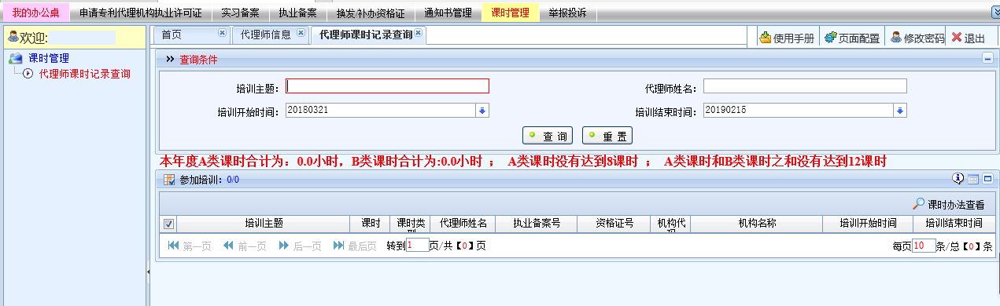 我的办公桌 申请专利代理机构执业许可证 实习备案 执业备案 换发/补办资格证 通知书管理 课时管理 举报投诉
欢迎:
首页 代理师信息 代理师课时记录查询 使用手册 页面配置 修改密码 退出
课时管理
代理师课时记录查询
查询条件
培训主题: 代理师姓名:
培训开始时间: 20180321 培训结束时间: 20190215
查 询 重 置
本年度A类课时合计为：0.0小时，B类课时合计为:0.0小时 ； A类课时没有达到8课时 ； A类课时和B类课时之和没有达到12课时
参加培训: 0/0
课时办法查看
培训主题 课时 课时类 代理师姓名 执业备案号 资格证号 机构代 机构名称 培训开始时间 培训结束时间
第一页 前一页 后一页 最后页 转到 1 页/共【0】页 每页 10 条/总【0】条